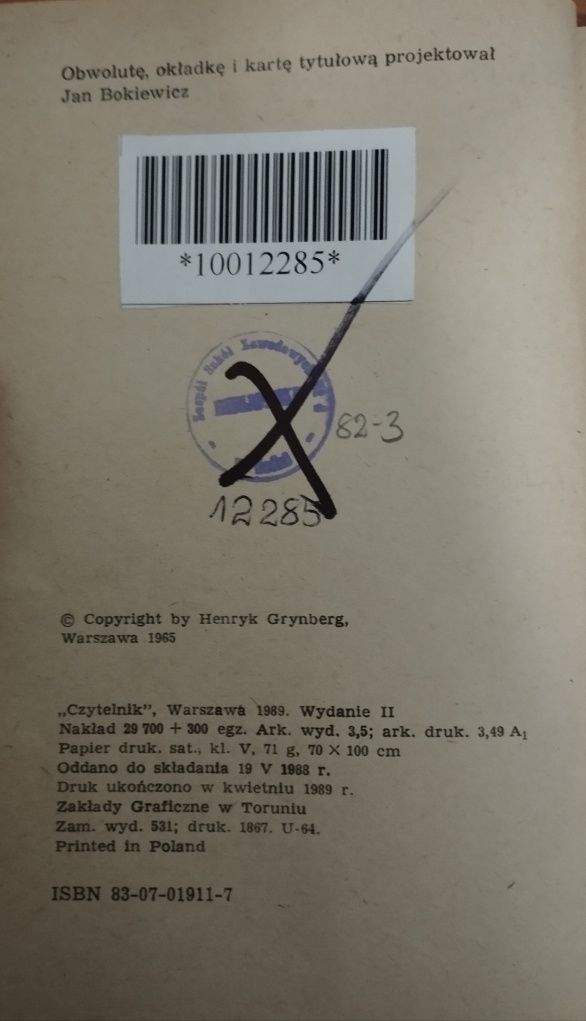 Obwolutę, okładkę i kartę tytułową projektował
Jan Bokiewicz
*10012285*
Zespół Szkół Zawodowych
82-3
12285
© Copyright by Henryk Grynberg,
Warszawa 1965
„Czytelnik”, Warszawa 1989. Wydanie II
Nakład 29 700 + 300 egz. Ark. wyd. 3,5; ark. druk. 3,49 A₁
Papier druk. sat., kl. V, 71 g, 70 × 100 cm
Oddano do składania 19 V 1988 r.
Druk ukończono w kwietniu 1989 r.
Zakłady Graficzne w Toruniu
Zam. wyd. 531; druk. 1867. U-64.
Printed in Poland
ISBN 83-07-01911-7